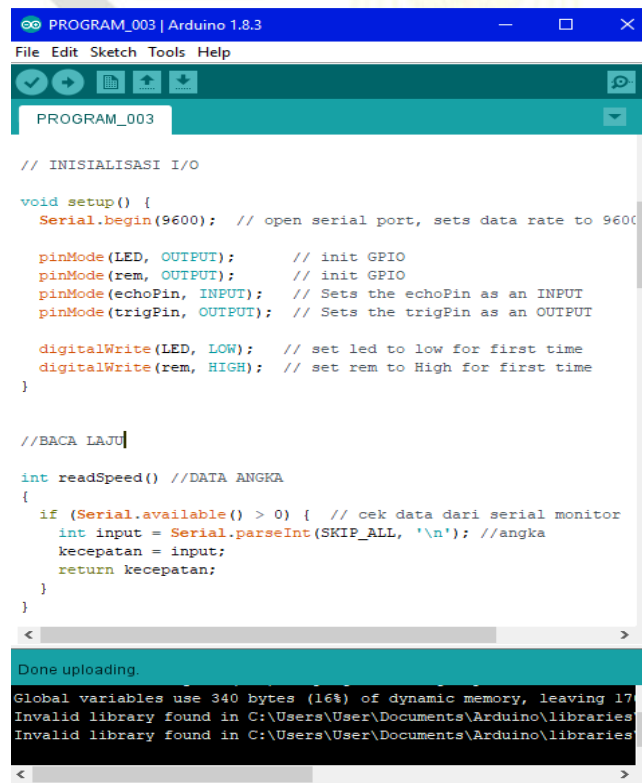 PROGRAM_003 | Arduino 1.8.3
File Edit Sketch Tools Help
PROGRAM_003
// INISIALISASI I/O
void setup() {
Serial.begin(9600); // open serial port, sets data rate to 9600
pinMode(LED, OUTPUT); // init GPIO
pinMode(rem, OUTPUT); // init GPIO
pinMode(echoPin, INPUT); // Sets the echoPin as an INPUT
pinMode(trigPin, OUTPUT); // Sets the trigPin as an OUTPUT
digitalWrite(LED, LOW); // set led to low for first time
digitalWrite(rem, HIGH); // set rem to High for first time
}
//BACA LAJU
int readSpeed() //DATA ANGKA
{
if (Serial.available() > 0) { // cek data dari serial monitor
int input = Serial.parseInt(SKIP_ALL, '\n'); //angka
kecepatan = input;
return kecepatan;
}
}
Done uploading.
Global variables use 340 bytes (16%) of dynamic memory, leaving 170
Invalid library found in C:\Users\User\Documents\Arduino\libraries\
Invalid library found in C:\Users\User\Documents\Arduino\libraries\